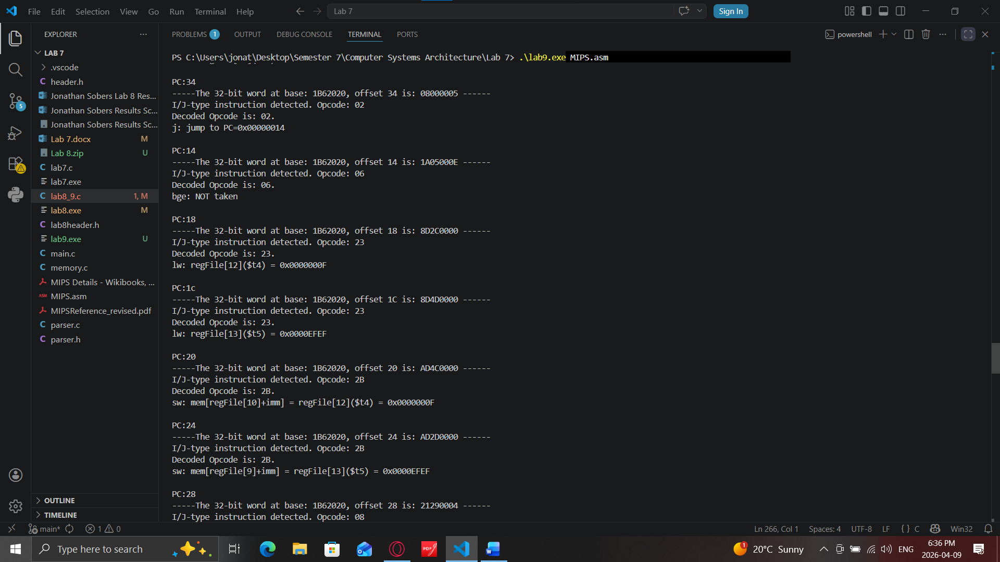 File Edit Selection View Go Run Terminal Help
Lab 7
Sign In
EXPLORER
LAB 7
.vscode
C header.h
Jonathan Sobers Lab 8 Res...
Jonathan Sobers Results Sc...
Jonathan Sobers Results Sc...
Lab 7.docx M
Lab 8.zip U
C lab7.c
lab7.exe
C lab8_9.c 1, M
lab8.exe M
C lab8header.h
lab9.exe U
C main.c
C memory.c
MIPS Details - Wikibooks, ...
ASM MIPS.asm
MIPSReference_revised.pdf
C parser.c
C parser.h
OUTLINE
TIMELINE
5
PROBLEMS 1 OUTPUT DEBUG CONSOLE TERMINAL PORTS
powershell
PS C:\Users\jonat\Desktop\Semester 7\Computer Systems Architecture\Lab 7> .\lab9.exe MIPS.asm
PC:34
-----The 32-bit word at base: 1B62020, offset 34 is: 08000005 ------
I/J-type instruction detected. Opcode: 02
Decoded Opcode is: 02.
j: jump to PC=0x00000014
PC:14
-----The 32-bit word at base: 1B62020, offset 14 is: 1A05000E ------
I/J-type instruction detected. Opcode: 06
Decoded Opcode is: 06.
bge: NOT taken
PC:18
-----The 32-bit word at base: 1B62020, offset 18 is: 8D2C0000 ------
I/J-type instruction detected. Opcode: 23
Decoded Opcode is: 23.
lw: regFile[12]($t4) = 0x0000000F
PC:1c
-----The 32-bit word at base: 1B62020, offset 1C is: 8D4D0000 ------
I/J-type instruction detected. Opcode: 23
Decoded Opcode is: 23.
lw: regFile[13]($t5) = 0x0000EFEF
PC:20
-----The 32-bit word at base: 1B62020, offset 20 is: AD4C0000 ------
I/J-type instruction detected. Opcode: 2B
Decoded Opcode is: 2B.
sw: mem[regFile[10]+imm] = regFile[12]($t4) = 0x0000000F
PC:24
-----The 32-bit word at base: 1B62020, offset 24 is: AD2D0000 ------
I/J-type instruction detected. Opcode: 2B
Decoded Opcode is: 2B.
sw: mem[regFile[9]+imm] = regFile[13]($t5) = 0x0000EFEF
PC:28
-----The 32-bit word at base: 1B62020, offset 28 is: 21290004 ------
I/J-type instruction detected. Opcode: 08
main* 1 0
Ln 266, Col 1 Spaces: 4 UTF-8 LF {} C Win32
Type here to search
PDF
1 20°C Sunny
ENG
6:36 PM
2026-04-09